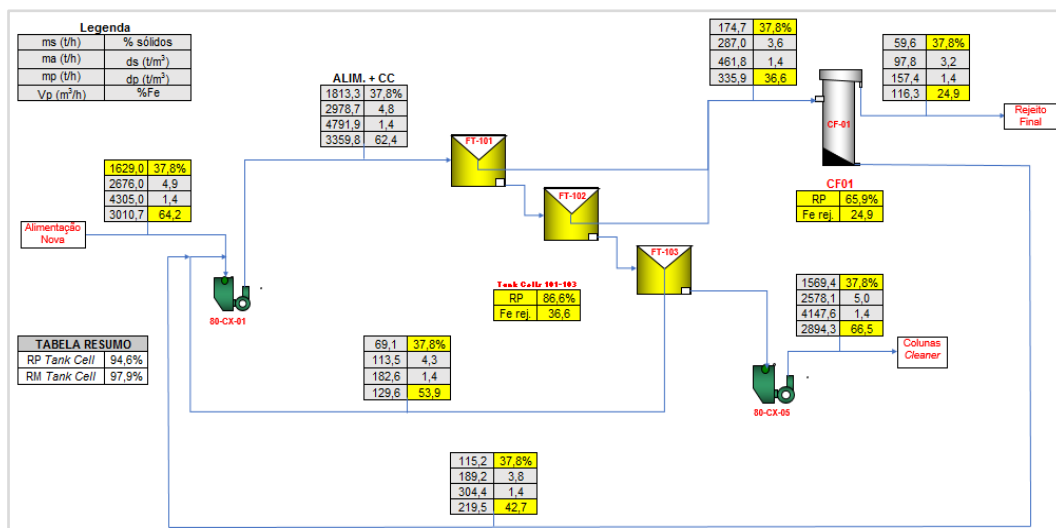 Legenda
ms (t/h) % sólidos
ma (t/h) ds (t/m³)
mp (t/h) dp (t/m³)
Vp (m³/h) %Fe
ALIM. + CC
1813,3 37,8%
2978,7 4,8
4791,9 1,4
3359,8 62,4
174,7 37,8%
287,0 3,6
461,8 1,4
335,9 36,6
59,6 37,8%
97,8 3,2
157,4 1,4
116,3 24,9
CF-01
Rejeito
Final
FT-101
FT-102
FT-103
1629,0 37,8%
2676,0 4,9
4305,0 1,4
3010,7 64,2
Alimentação
Nova
80-CX-01
CF01
RP 65,9%
Fe rej. 24,9
Tank Cells 101-103
RP 86,6%
Fe rej. 36,6
1569,4 37,8%
2578,1 5,0
4147,6 1,4
2894,3 66,5
Colunas
Cleaner
80-CX-05
TABELA RESUMO
RP Tank Cell 94,6%
RM Tank Cell 97,9%
69,1 37,8%
113,5 4,3
182,6 1,4
129,6 53,9
115,2 37,8%
189,2 3,8
304,4 1,4
219,5 42,7